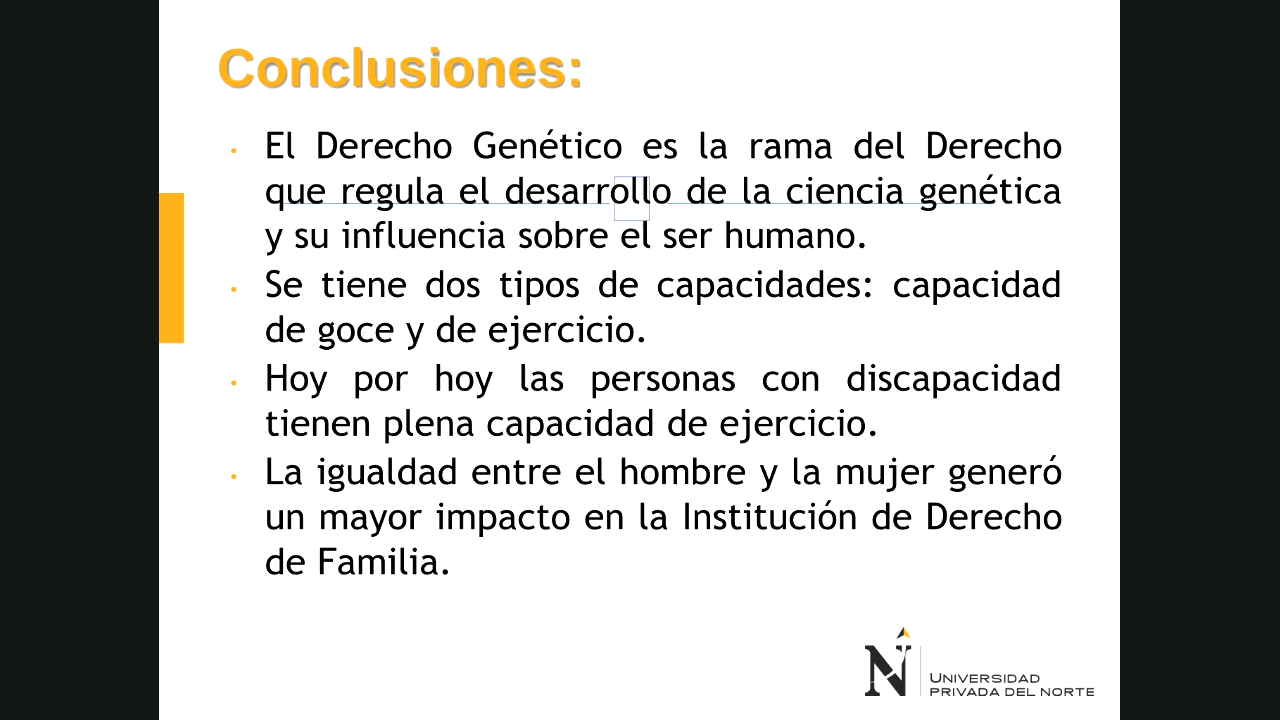 Conclusiones:
• El Derecho Genético es la rama del Derecho
que regula el desarrollo de la ciencia genética
y su influencia sobre el ser humano.
• Se tiene dos tipos de capacidades: capacidad
de goce y de ejercicio.
• Hoy por hoy las personas con discapacidad
tienen plena capacidad de ejercicio.
• La igualdad entre el hombre y la mujer generó
un mayor impacto en la Institución de Derecho
de Familia.
N
UNIVERSIDAD
PRIVADA DEL NORTE